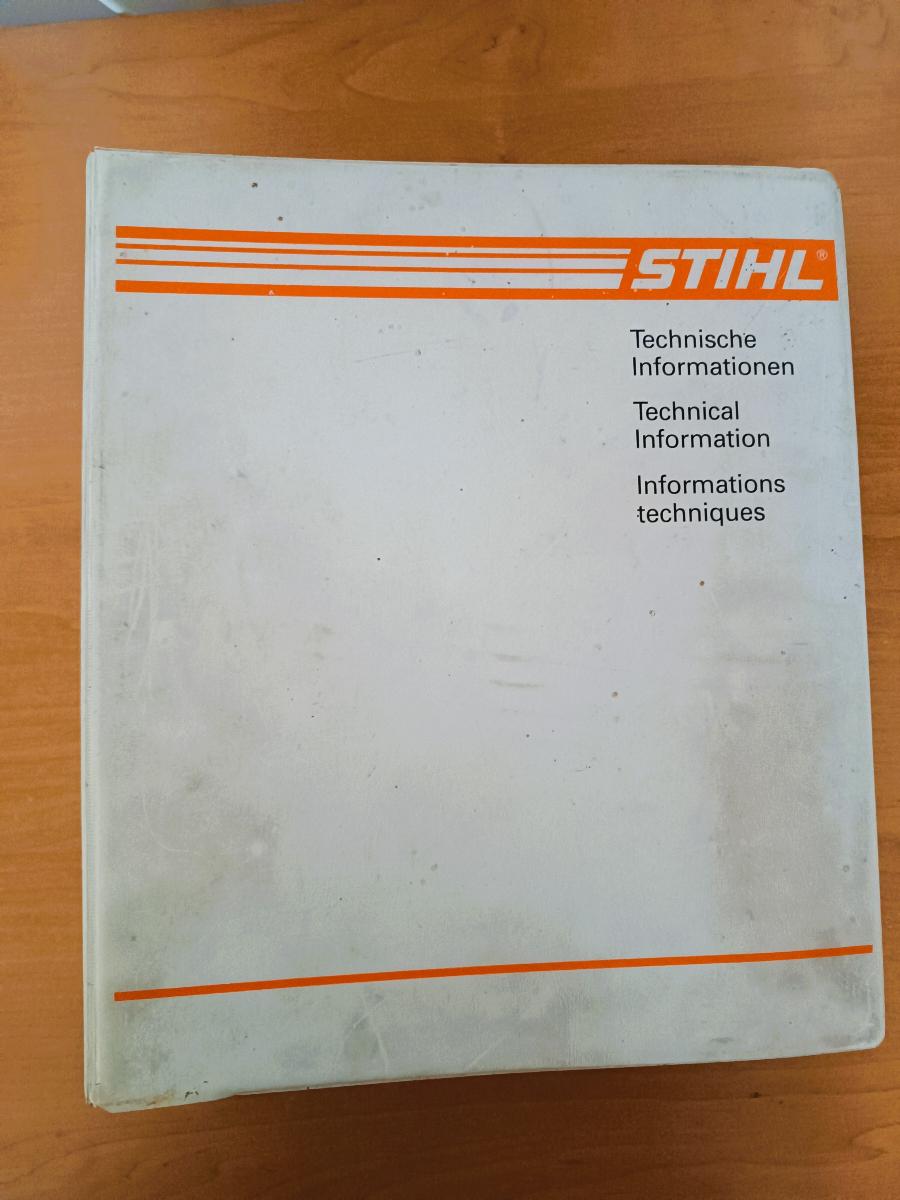 STIHL®
Technische
Informationen
Technical
Information
Informations
techniques